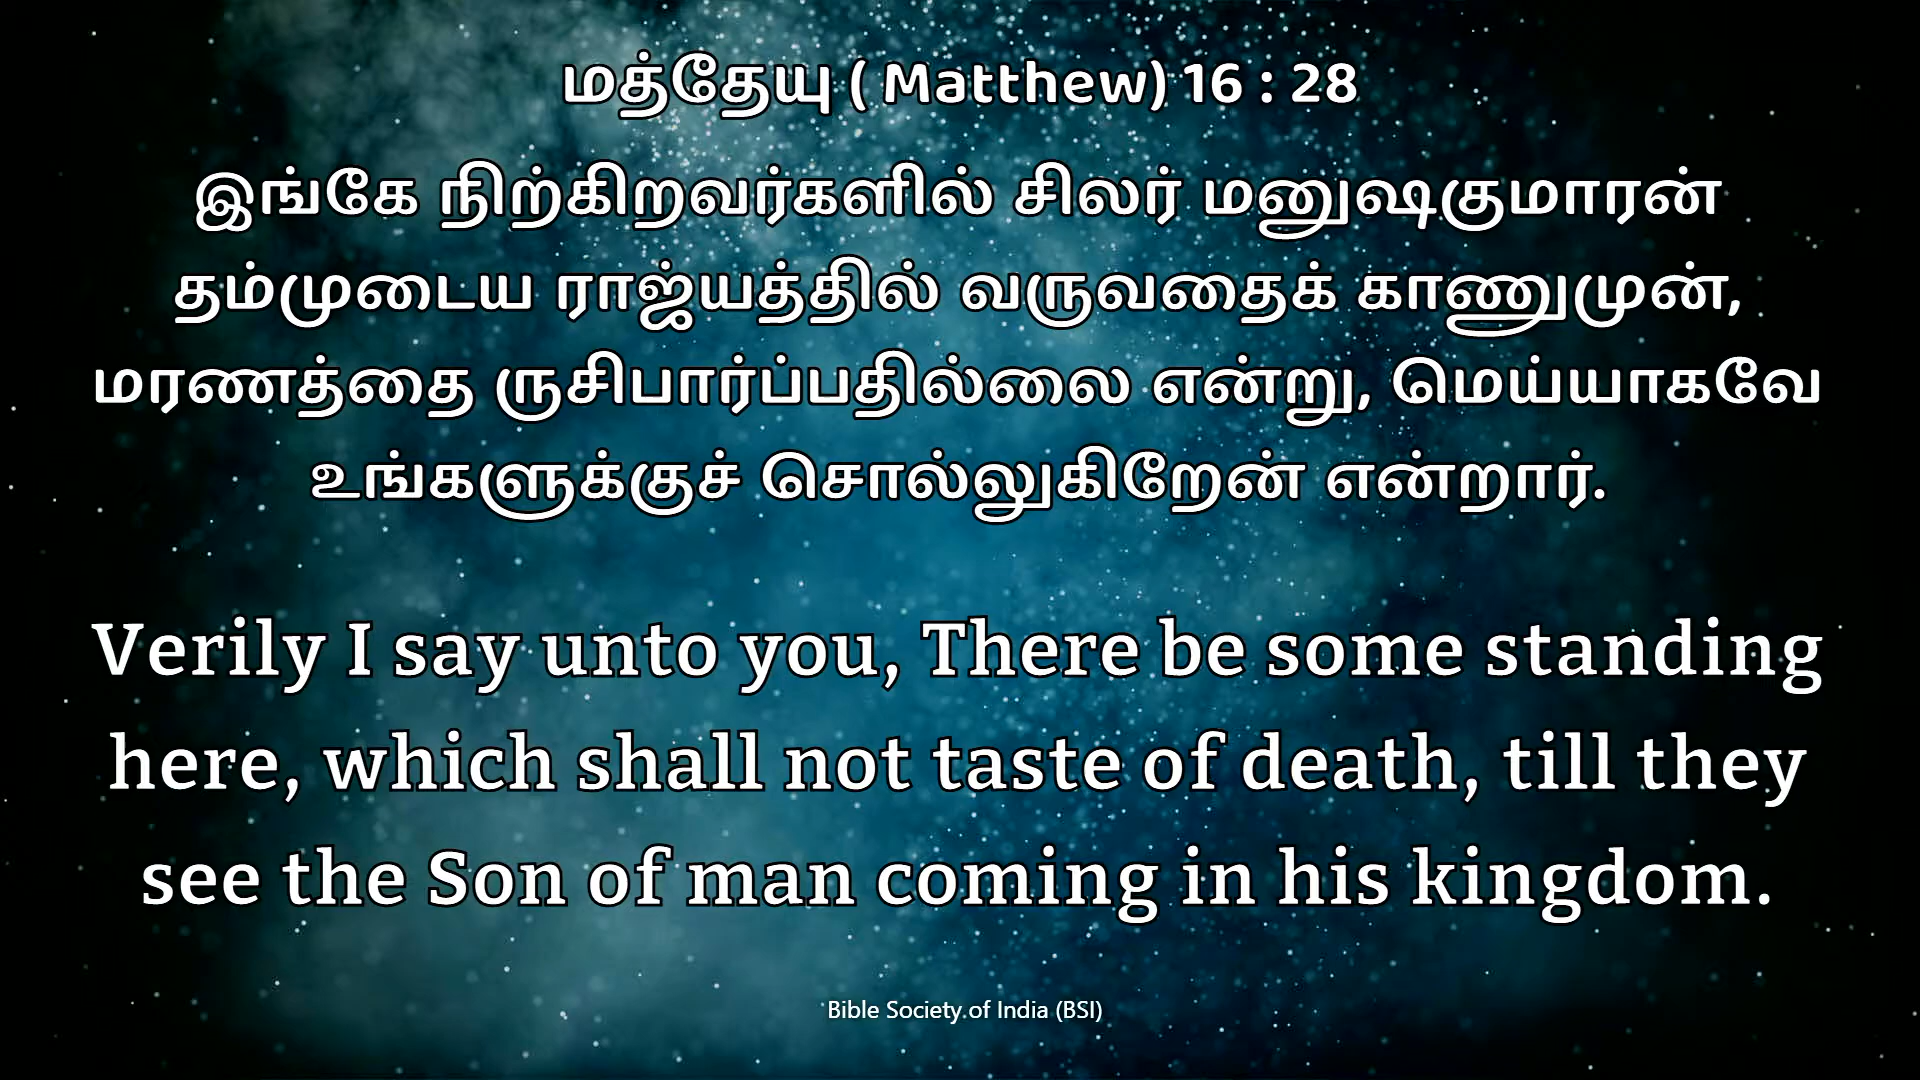 மத்தேயு ( Matthew) 16 : 28
இங்கே நிற்கிறவர்களில் சிலர் மனுஷகுமாரன்
தம்முடைய ராஜ்யத்தில் வருவதைக் காணுமுன்,
மரணத்தை ருசிபார்ப்பதில்லை என்று, மெய்யாகவே
உங்களுக்குச் சொல்லுகிறேன் என்றார்.
Verily I say unto you, There be some standing
here, which shall not taste of death, till they
see the Son of man coming in his kingdom.
Bible Society of India (BSI)